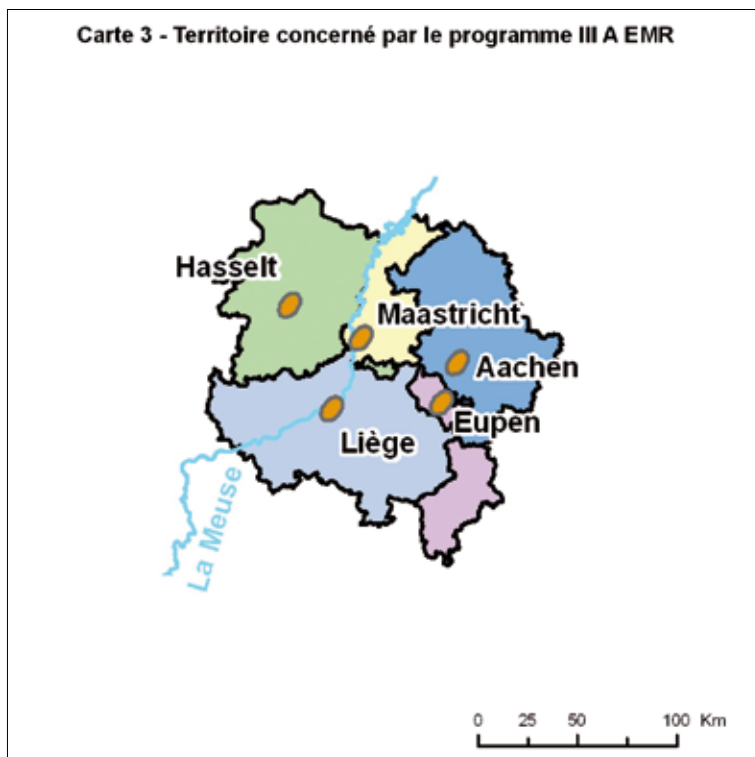 Carte 3 - Territoire concerné par le programme III A EMR
Hasselt
Maastricht
Aachen
Eupen
Liège
La Meuse
0 25 50 100 Km